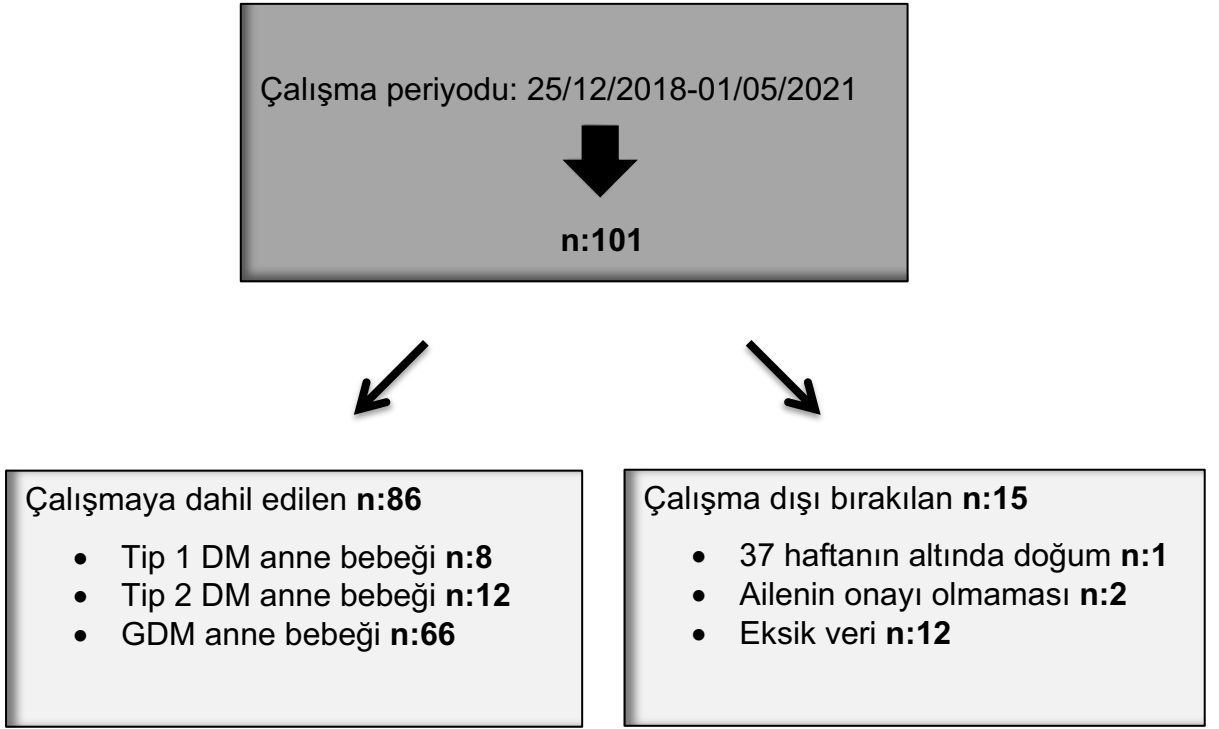 Çalışma periyodu: 25/12/2018-01/05/2021
n:101
Çalışmaya dahil edilen n:86
• Tip 1 DM anne bebeği n:8
• Tip 2 DM anne bebeği n:12
• GDM anne bebeği n:66
Çalışma dışı bırakılan n:15
• 37 haftanın altında doğum n:1
• Ailenin onayı olmaması n:2
• Eksik veri n:12